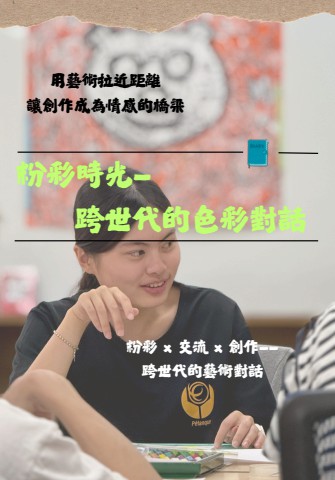 用藝術拉近距離
讓創作成為情感的橋梁
粉彩時光-
跨世代的色彩對話
粉彩 x 交流 x 創作--
跨世代的藝術對話